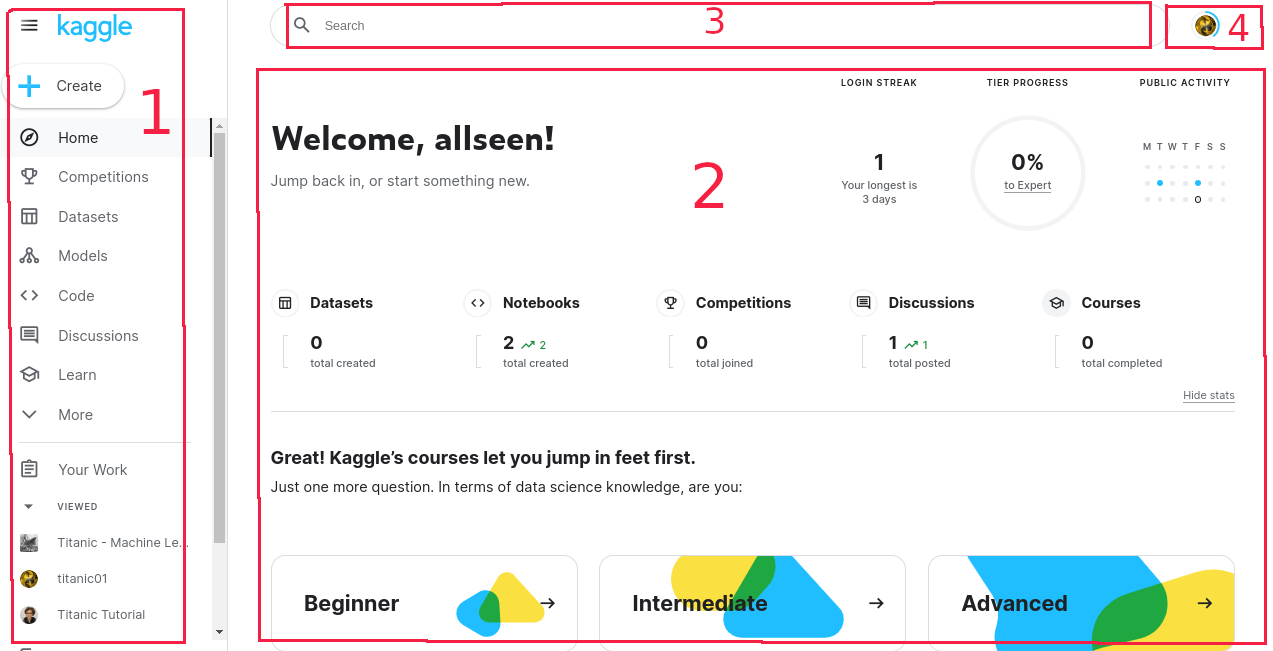 kaggle
Create
1
Home
Competitions
Datasets
Models
Code
Discussions
Learn
More
Your Work
VIEWED
Titanic - Machine Le...
titanic01
Titanic Tutorial
Search
3
4
LOGIN STREAK TIER PROGRESS PUBLIC ACTIVITY
Welcome, allseen!
Jump back in, or start something new.
2
1
Your longest is
3 days
0%
to Expert
M T W T F S S
Datasets Notebooks Competitions Discussions Courses
0 2 2 0 1 1 0
total created total created total joined total posted total completed
Hide stats
Great! Kaggle’s courses let you jump in feet first.
Just one more question. In terms of data science knowledge, are you:
Beginner Intermediate Advanced